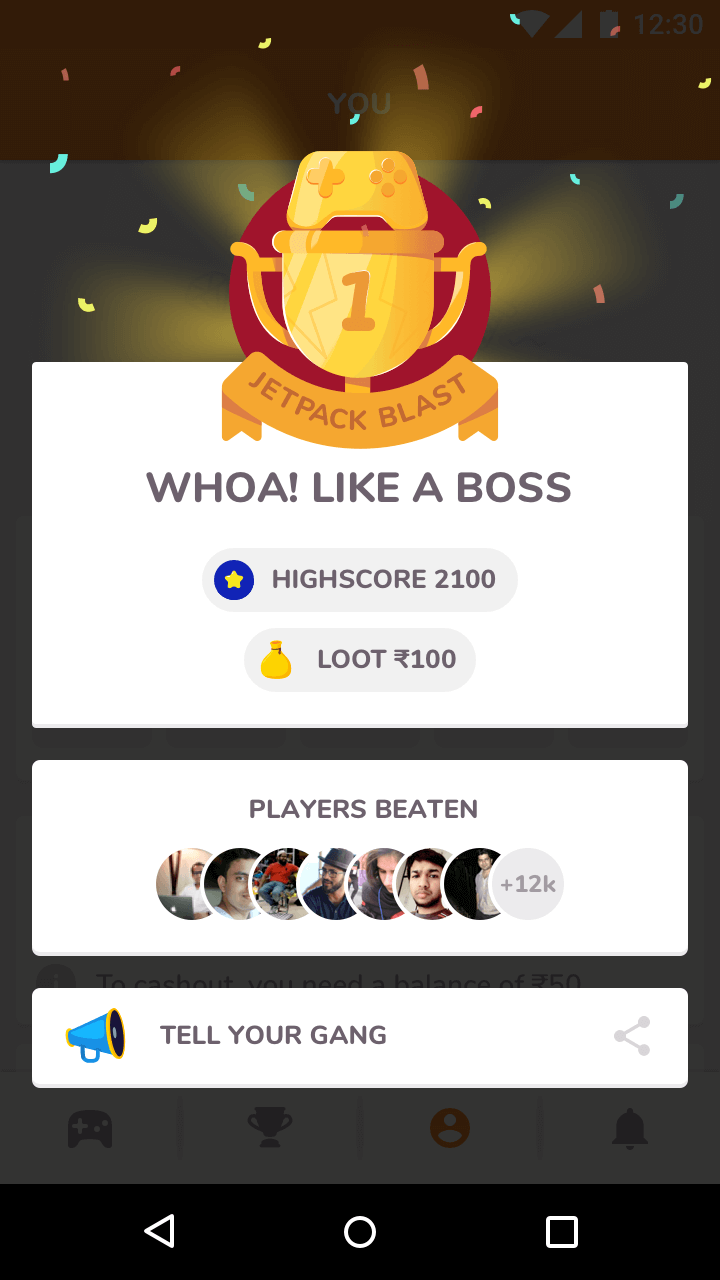 12:30
YOU
1
JETPACK BLAST
WHOA! LIKE A BOSS
HIGHSCORE 2100
LOOT ₹100
PLAYERS BEATEN
+12k
To cashout, you need a balance of ₹50
TELL YOUR GANG